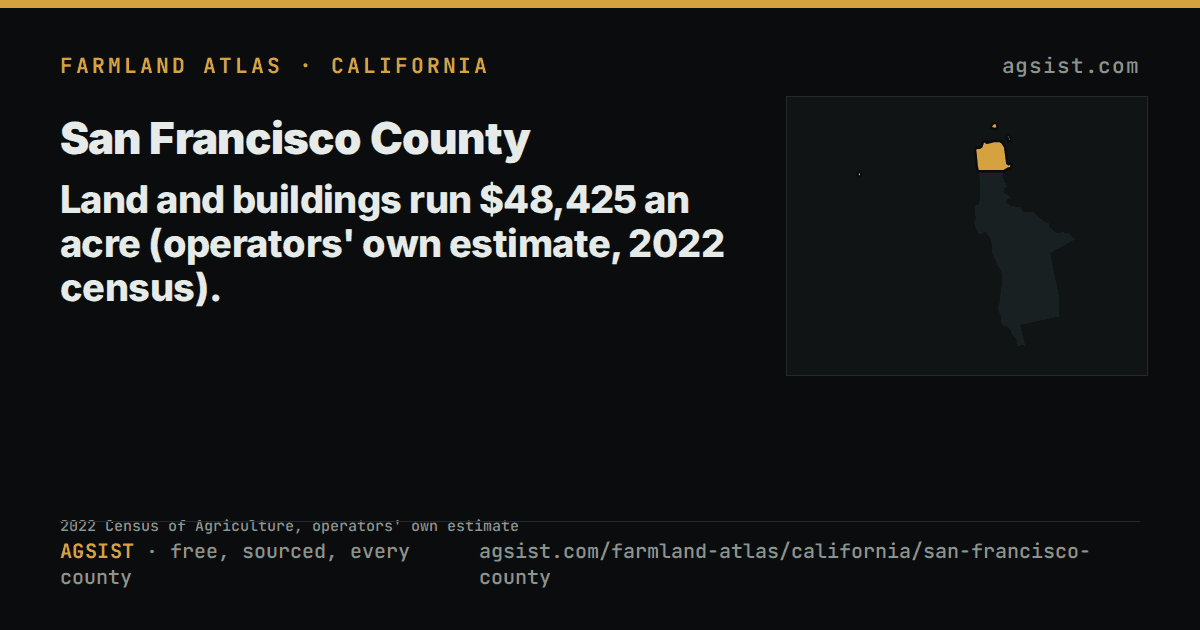 FARMLAND ATLAS · CALIFORNIA
agsist.com
San Francisco County
Land and buildings run $48,425 an
acre (operators' own estimate, 2022
census).
2022 Census of Agriculture, operators' own estimate
AGSIST · free, sourced, every
county
agsist.com/farmland-atlas/california/san-francisco-
county